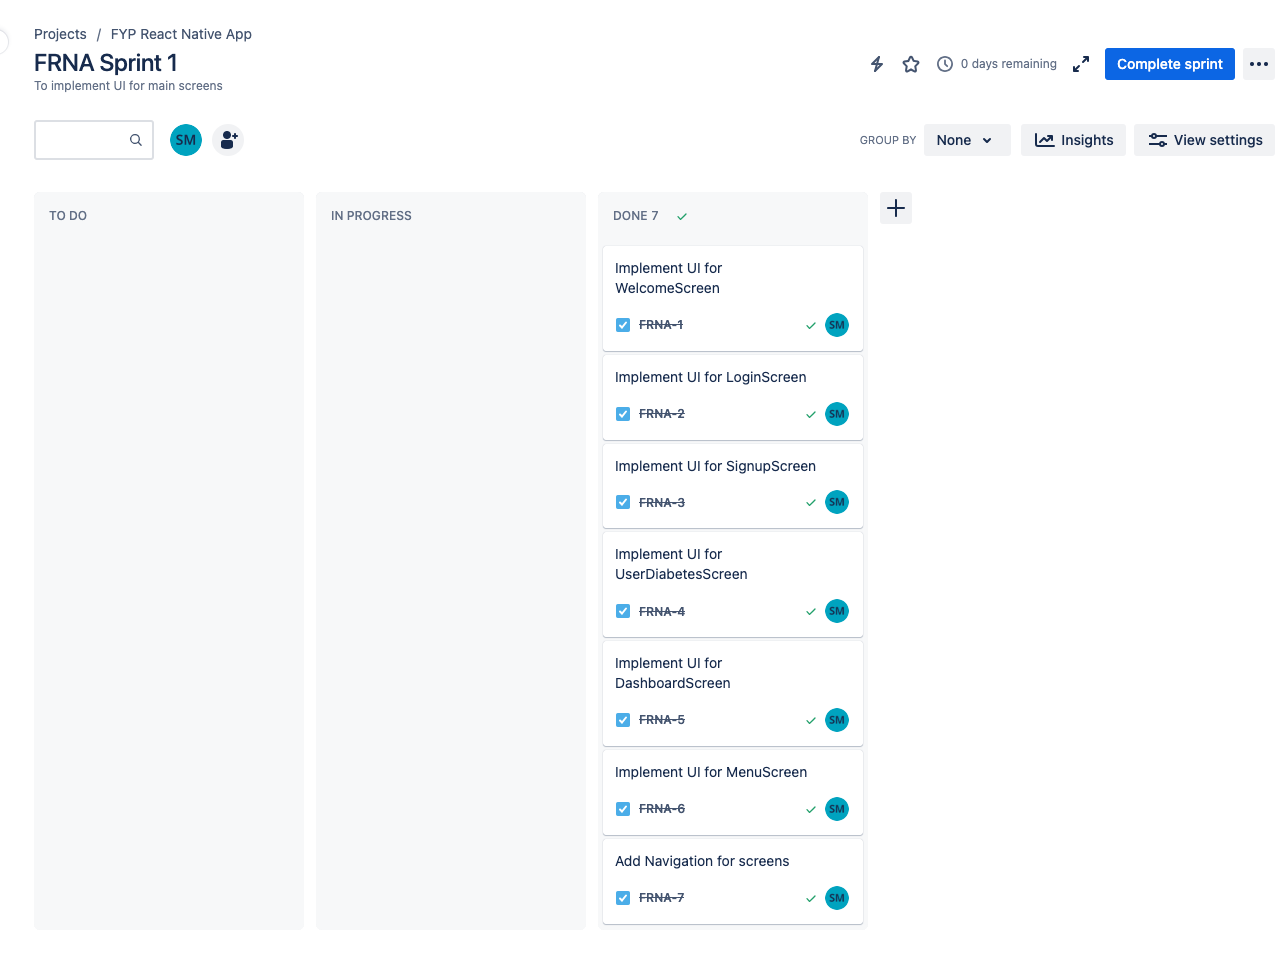 Projects / FYP React Native App
FRNA Sprint 1
To implement UI for main screens
0 days remaining
Complete sprint
SM
GROUP BY
None
Insights
View settings
TO DO
IN PROGRESS
DONE 7
Implement UI for
WelcomeScreen
FRNA-1
SM
Implement UI for LoginScreen
FRNA-2
SM
Implement UI for SignupScreen
FRNA-3
SM
Implement UI for
UserDiabetesScreen
FRNA-4
SM
Implement UI for
DashboardScreen
FRNA-5
SM
Implement UI for MenuScreen
FRNA-6
SM
Add Navigation for screens
FRNA-7
SM